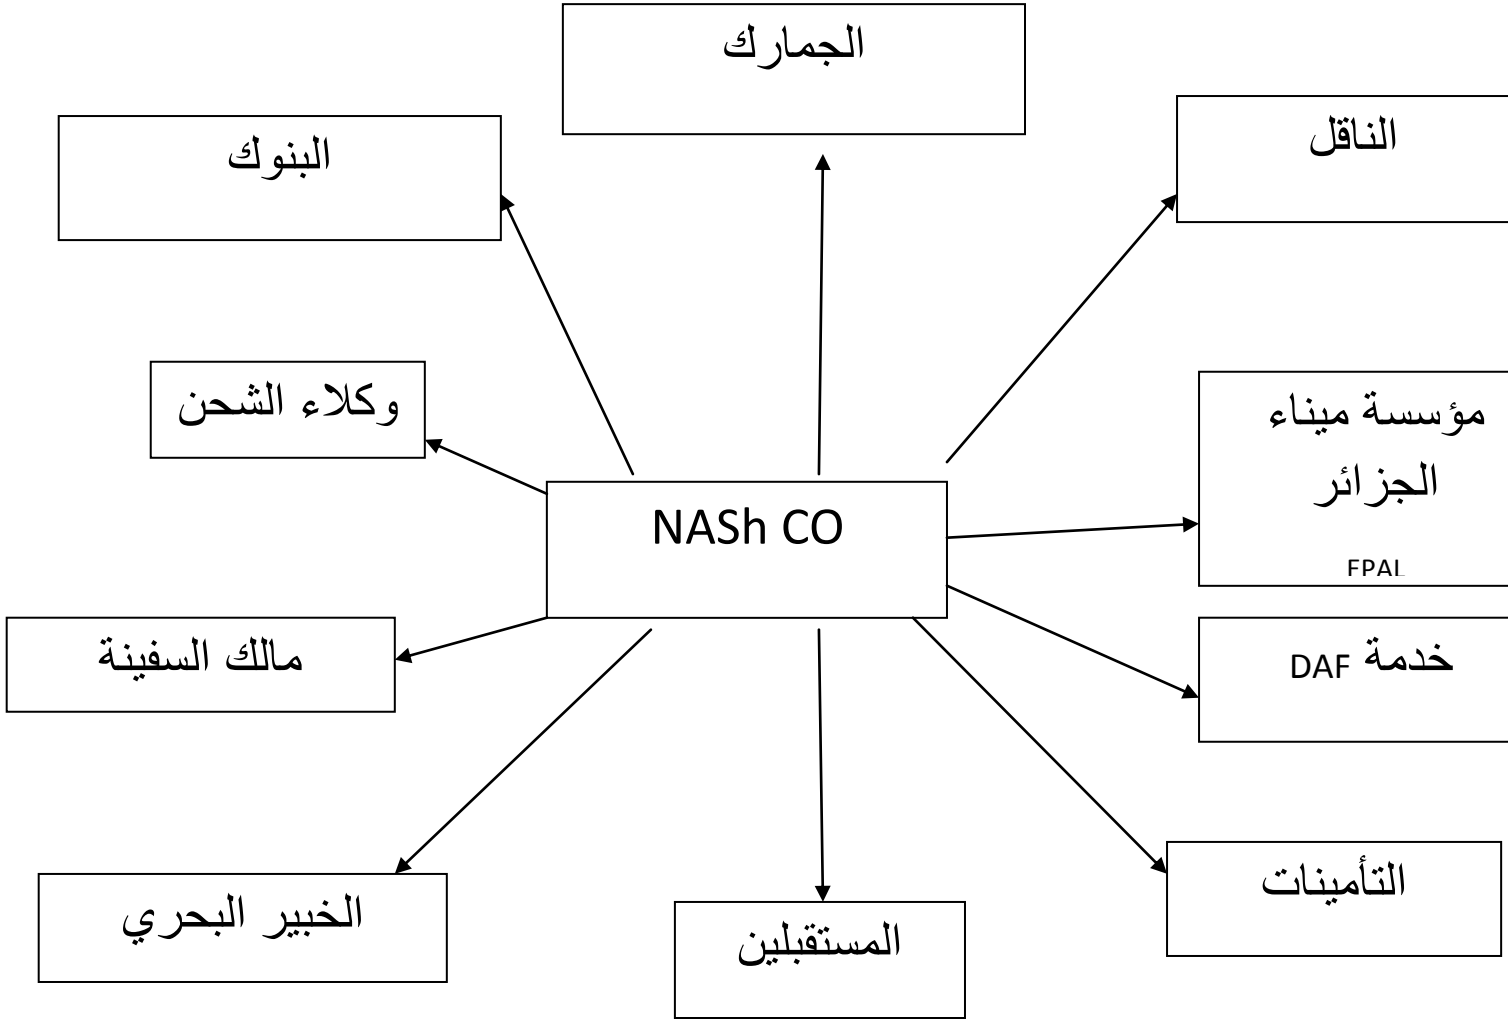 الجمارك
الناقل
البنوك
وكلاء الشحن
مؤسسة ميناء
الجزائر
EPAL
NASh CO
خدمة DAF
مالك السفينة
التأمينات
الخبير البحري
المستقبلين